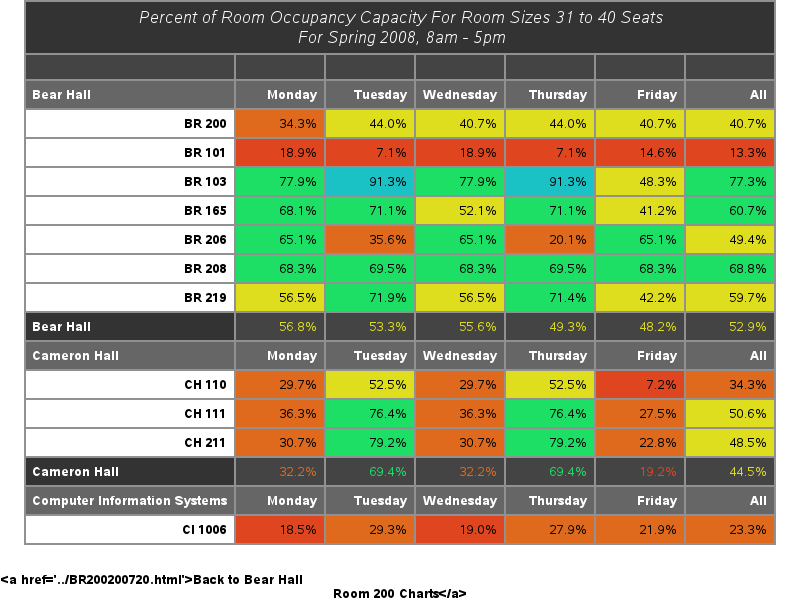 Percent of Room Occupancy Capacity For Room Sizes 31 to 40 Seats
For Spring 2008, 8am - 5pm
Bear Hall Monday Tuesday Wednesday Thursday Friday All
BR 200 34.3% 44.0% 40.7% 44.0% 40.7% 40.7%
BR 101 18.9% 7.1% 18.9% 7.1% 14.6% 13.3%
BR 103 77.9% 91.3% 77.9% 91.3% 48.3% 77.3%
BR 165 68.1% 71.1% 52.1% 71.1% 41.2% 60.7%
BR 206 65.1% 35.6% 65.1% 20.1% 65.1% 49.4%
BR 208 68.3% 69.5% 68.3% 69.5% 68.3% 68.8%
BR 219 56.5% 71.9% 56.5% 71.4% 42.2% 59.7%
Bear Hall 56.8% 53.3% 55.6% 49.3% 48.2% 52.9%
Cameron Hall Monday Tuesday Wednesday Thursday Friday All
CH 110 29.7% 52.5% 29.7% 52.5% 7.2% 34.3%
CH 111 36.3% 76.4% 36.3% 76.4% 27.5% 50.6%
CH 211 30.7% 79.2% 30.7% 79.2% 22.8% 48.5%
Cameron Hall 32.2% 69.4% 32.2% 69.4% 19.2% 44.5%
Computer Information Systems Monday Tuesday Wednesday Thursday Friday All
CI 1006 18.5% 29.3% 19.0% 27.9% 21.9% 23.3%
<a href='../BR200200720.html'>Back to Bear Hall
Room 200 Charts</a>